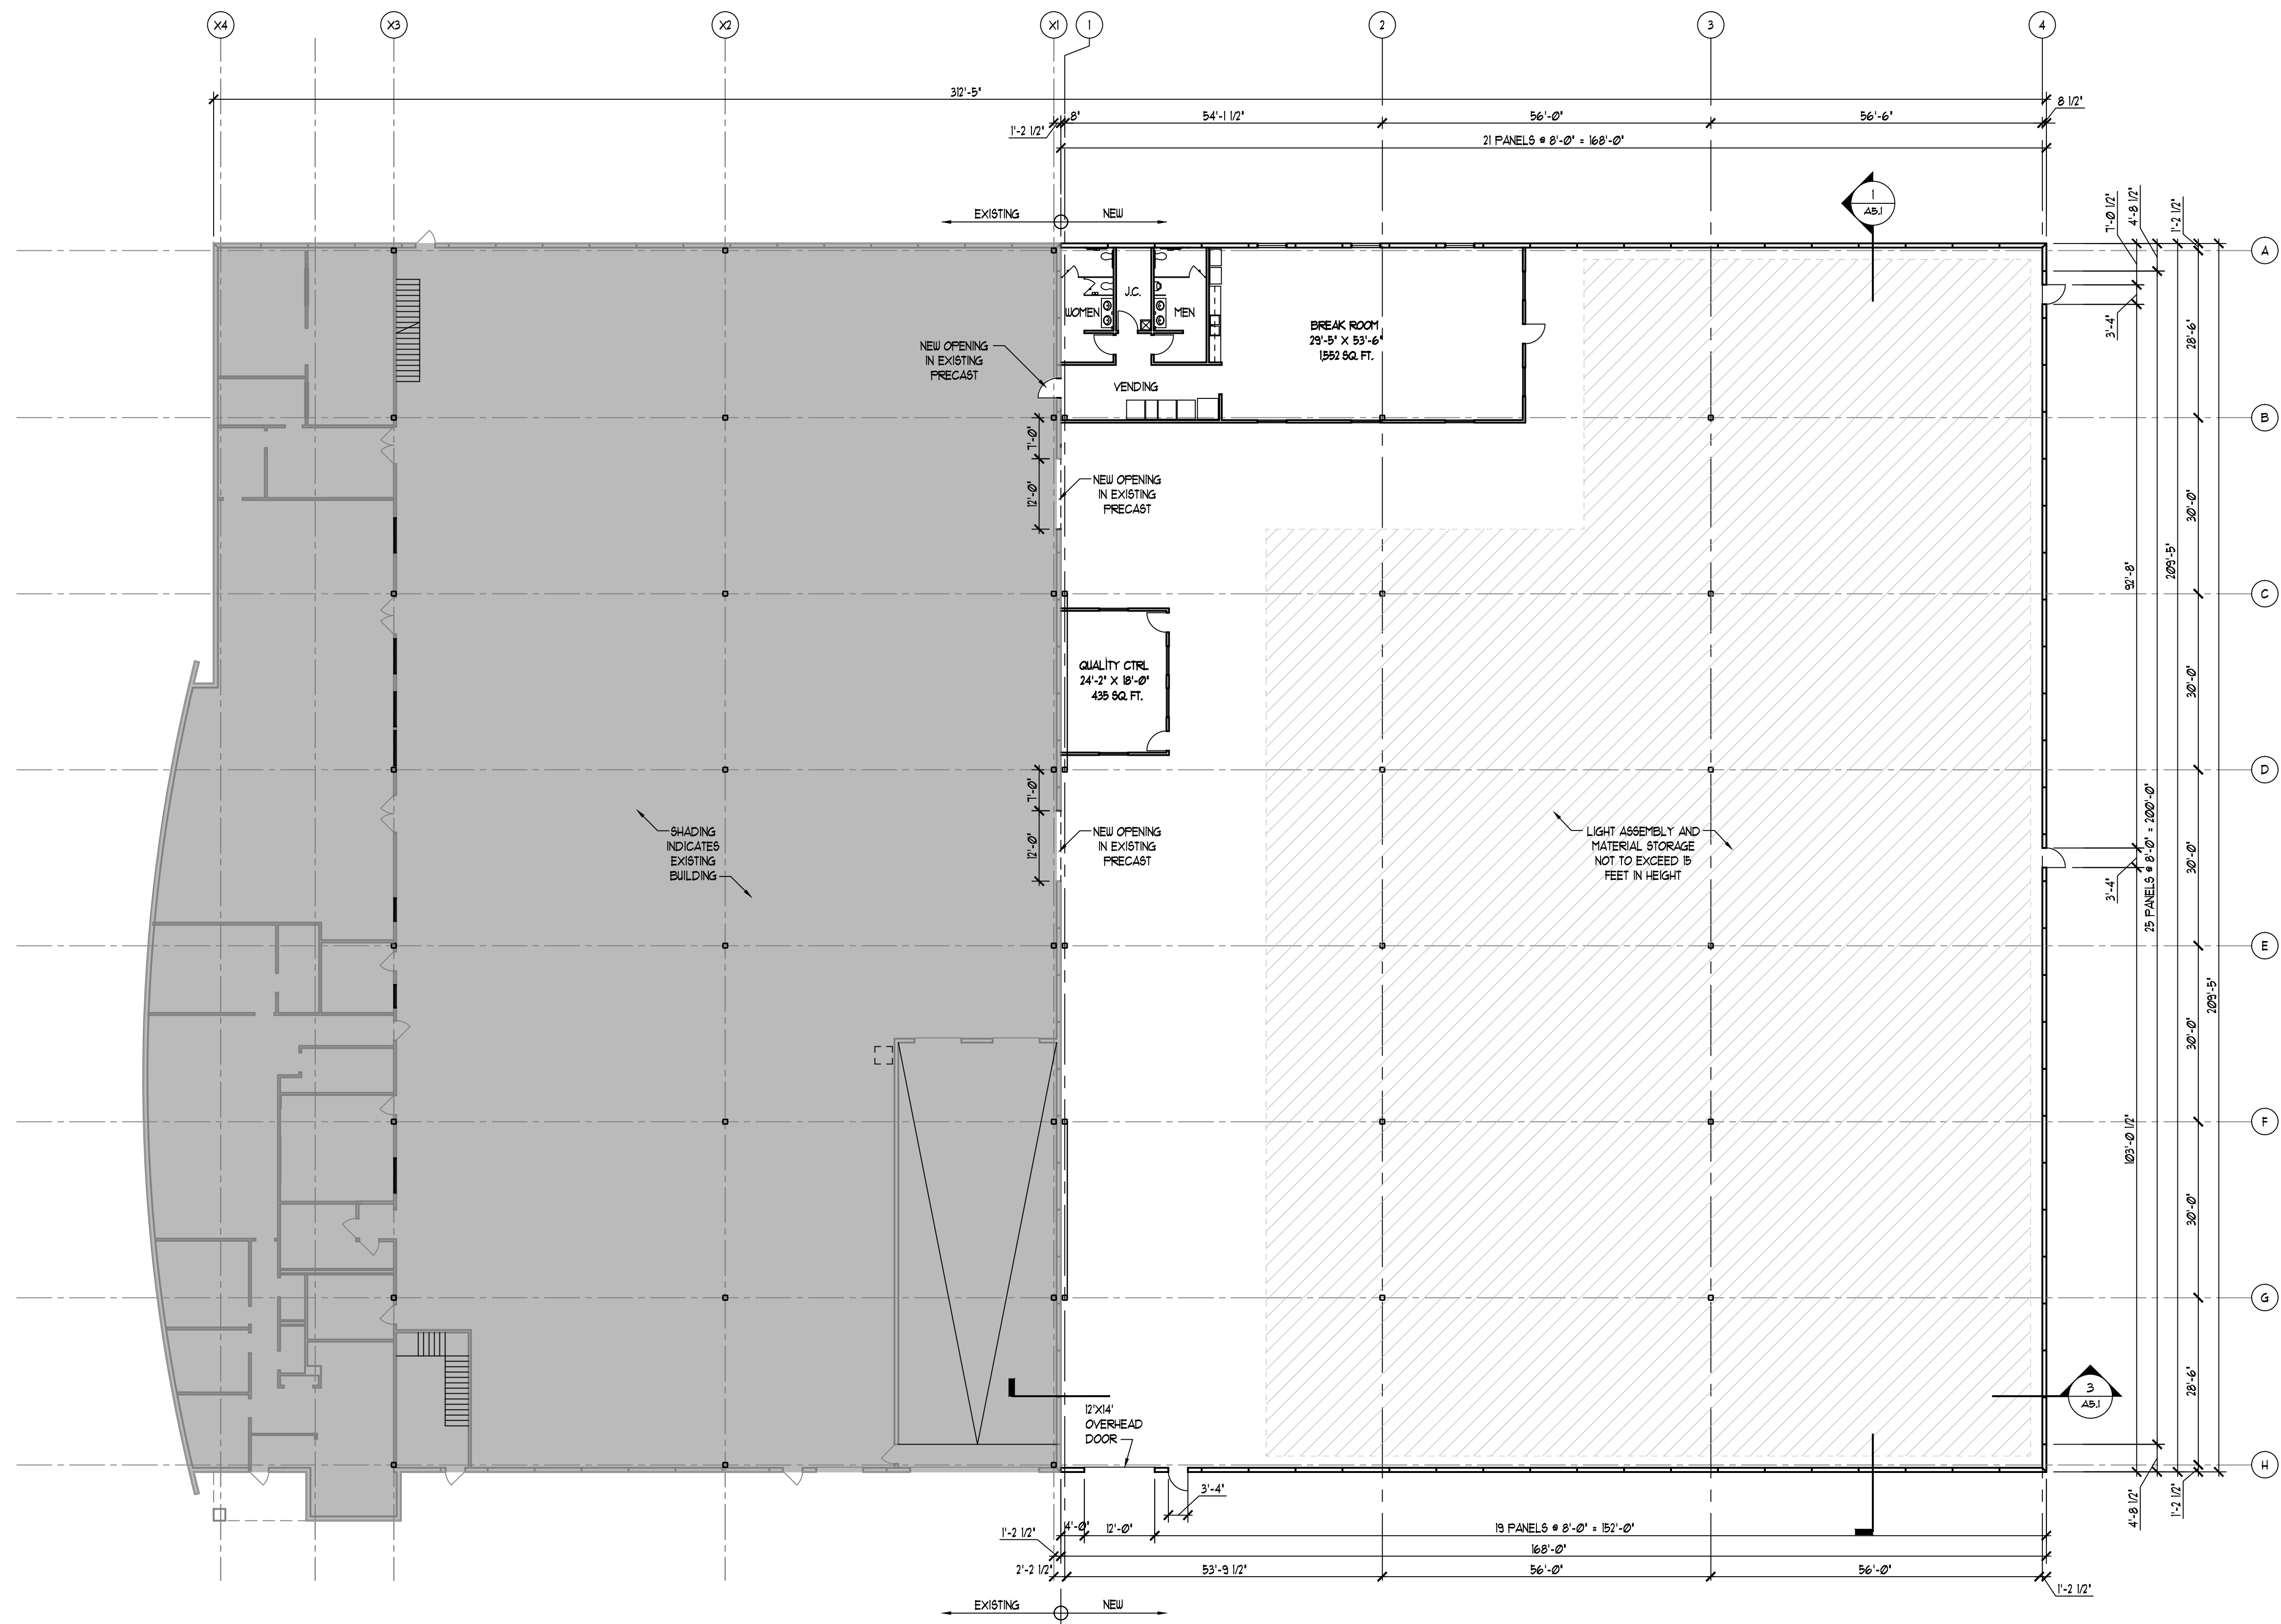 X4
X3
X2
X1
1
2
3
4
312'-5"
8 1/2"
1'-2 1/2"
8"
54'-1 1/2"
56'-0"
56'-6"
21 PANELS @ 8'-0" = 168'-0"
EXISTING
NEW
1
A5.1
7'-0 1/2"
4'-8 1/2"
1'-2 1/2"
A
WOMEN
J.C.
MEN
BREAK ROOM
29'-5" X 53'-6"
1,552 SQ. FT.
3'-4"
28'-6"
NEW OPENING
IN EXISTING
PRECAST
VENDING
B
7'-0"
12'-0"
NEW OPENING
IN EXISTING
PRECAST
30'-0"
209'-5"
92'-8"
C
QUALITY CTRL
24'-2" X 18'-0"
435 SQ. FT.
30'-0"
D
7'-0"
12'-0"
NEW OPENING
IN EXISTING
PRECAST
SHADING
INDICATES
EXISTING
BUILDING
LIGHT ASSEMBLY AND
MATERIAL STORAGE
NOT TO EXCEED 15
FEET IN HEIGHT
3'-4"
25 PANELS @ 8'-0" = 200'-0"
30'-0"
E
209'-5"
30'-0"
F
103'-0 1/2"
30'-0"
G
28'-6"
3
A5.1
12'X14'
OVERHEAD
DOOR
H
3'-4"
4'-8 1/2"
1'-2 1/2"
1'-2 1/2"
4'-0"
12'-0"
19 PANELS @ 8'-0" = 152'-0"
168'-0"
2'-2 1/2"
53'-9 1/2"
56'-0"
56'-0"
1'-2 1/2"
EXISTING
NEW